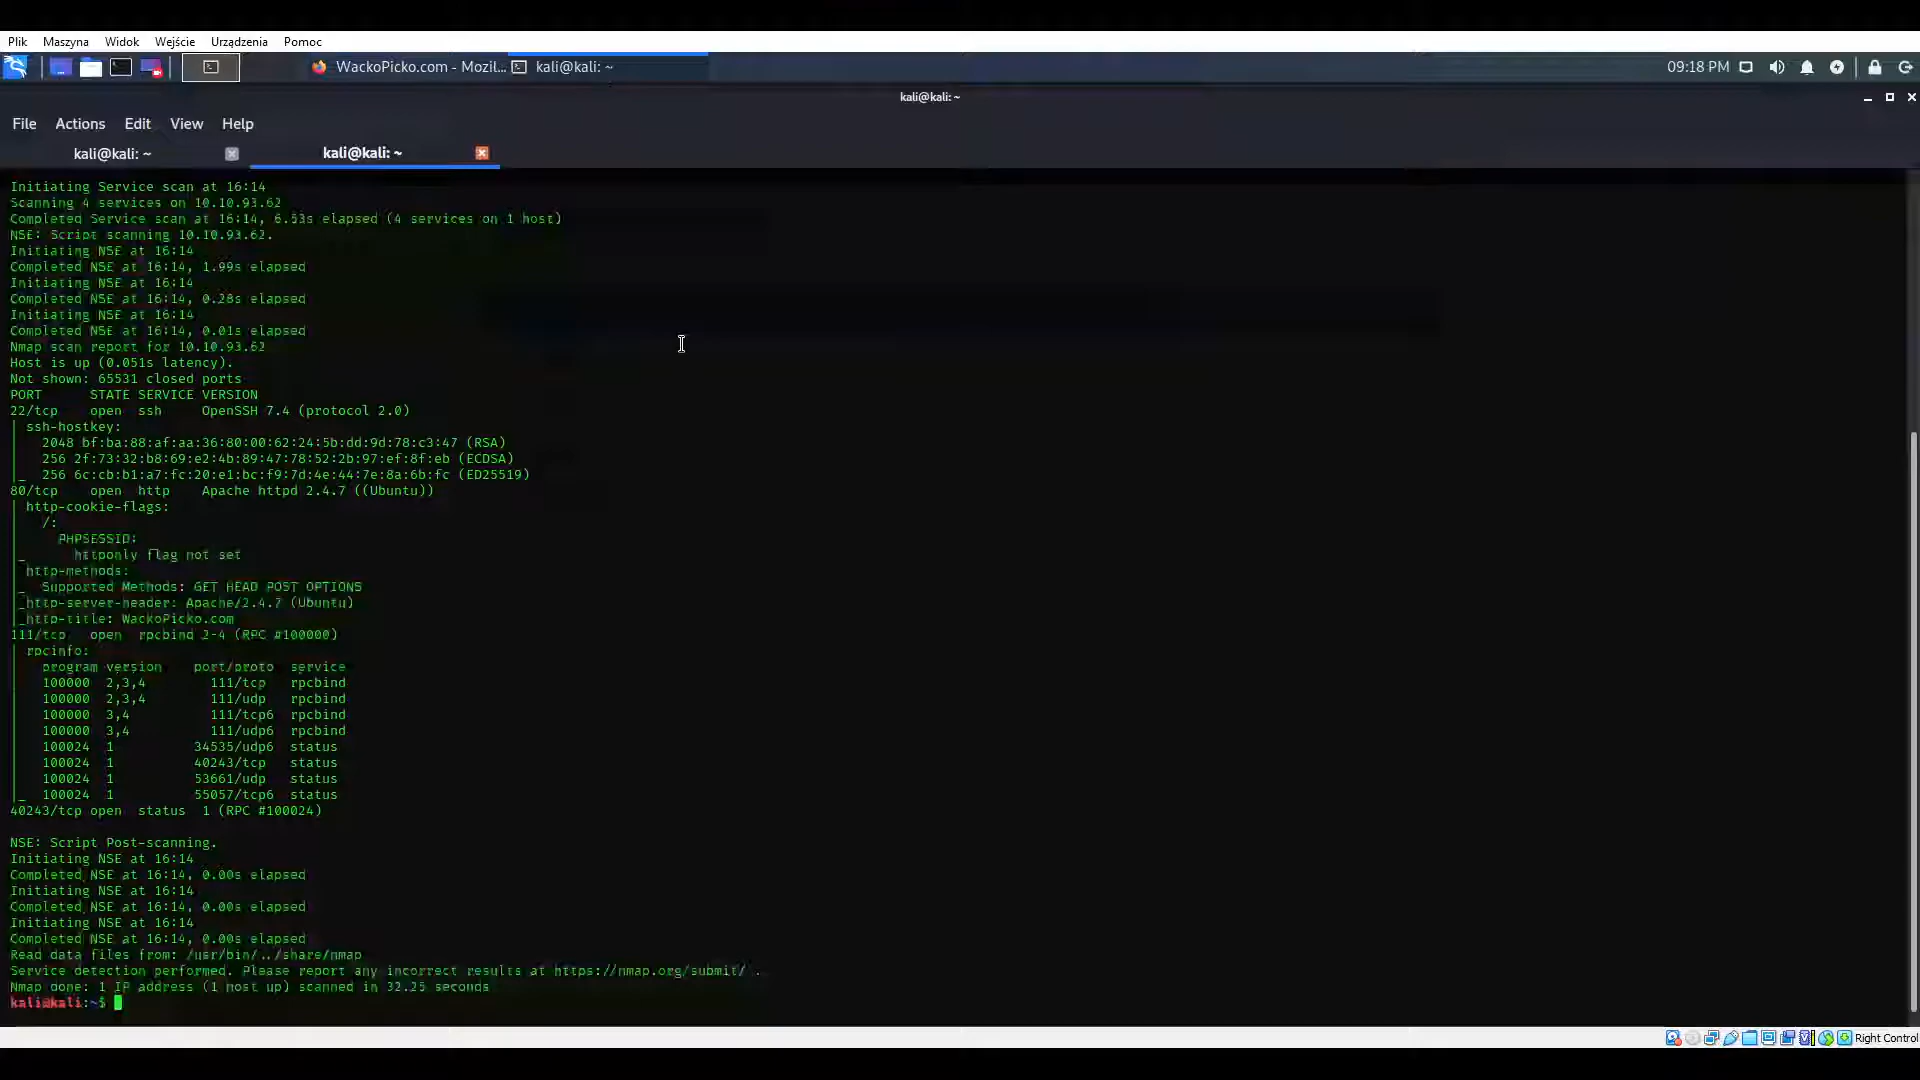 Plik Maszyna Widok Wejście Urządzenia Pomoc
WackoPicko.com - Mozil... kali@kali: ~ 09:18 PM
kali@kali: ~
File Actions Edit View Help
kali@kali: ~ kali@kali: ~
Initiating Service scan at 16:14
Scanning 4 services on 10.10.93.62
Completed Service scan at 16:14, 6.53s elapsed (4 services on 1 host)
NSE: Script scanning 10.10.93.62.
Initiating NSE at 16:14
Completed NSE at 16:14, 1.99s elapsed
Initiating NSE at 16:14
Completed NSE at 16:14, 0.28s elapsed
Initiating NSE at 16:14
Completed NSE at 16:14, 0.01s elapsed
Nmap scan report for 10.10.93.62
Host is up (0.051s latency).
Not shown: 65531 closed ports
PORT STATE SERVICE VERSION
22/tcp open ssh OpenSSH 7.4 (protocol 2.0)
| ssh-hostkey:
| 2048 bf:ba:88:af:aa:36:80:00:62:24:5b:dd:9d:78:c3:47 (RSA)
| 256 2f:73:32:b8:69:e2:4b:89:47:78:52:2b:97:ef:8f:eb (ECDSA)
|_ 256 6c:cb:b1:a7:fc:20:e1:bc:f9:7d:4e:44:7e:8a:6b:fc (ED25519)
80/tcp open http Apache httpd 2.4.7 ((Ubuntu))
| http-cookie-flags:
| /:
| PHPSESSID:
|_ httponly flag not set
| http-methods:
|_ Supported Methods: GET HEAD POST OPTIONS
|_http-server-header: Apache/2.4.7 (Ubuntu)
|_http-title: WackoPicko.com
111/tcp open rpcbind 2-4 (RPC #100000)
| rpcinfo:
| program version port/proto service
| 100000 2,3,4 111/tcp rpcbind
| 100000 2,3,4 111/udp rpcbind
| 100000 3,4 111/tcp6 rpcbind
| 100000 3,4 111/udp6 rpcbind
| 100024 1 34535/udp6 status
| 100024 1 40243/tcp status
| 100024 1 53661/udp status
|_ 100024 1 55057/tcp6 status
40243/tcp open status 1 (RPC #100024)
NSE: Script Post-scanning.
Initiating NSE at 16:14
Completed NSE at 16:14, 0.00s elapsed
Initiating NSE at 16:14
Completed NSE at 16:14, 0.00s elapsed
Initiating NSE at 16:14
Completed NSE at 16:14, 0.00s elapsed
Read data files from: /usr/bin/../share/nmap
Service detection performed. Please report any incorrect results at https://nmap.org/submit/ .
Nmap done: 1 IP address (1 host up) scanned in 32.25 seconds
kali@kali:~$
Right Control